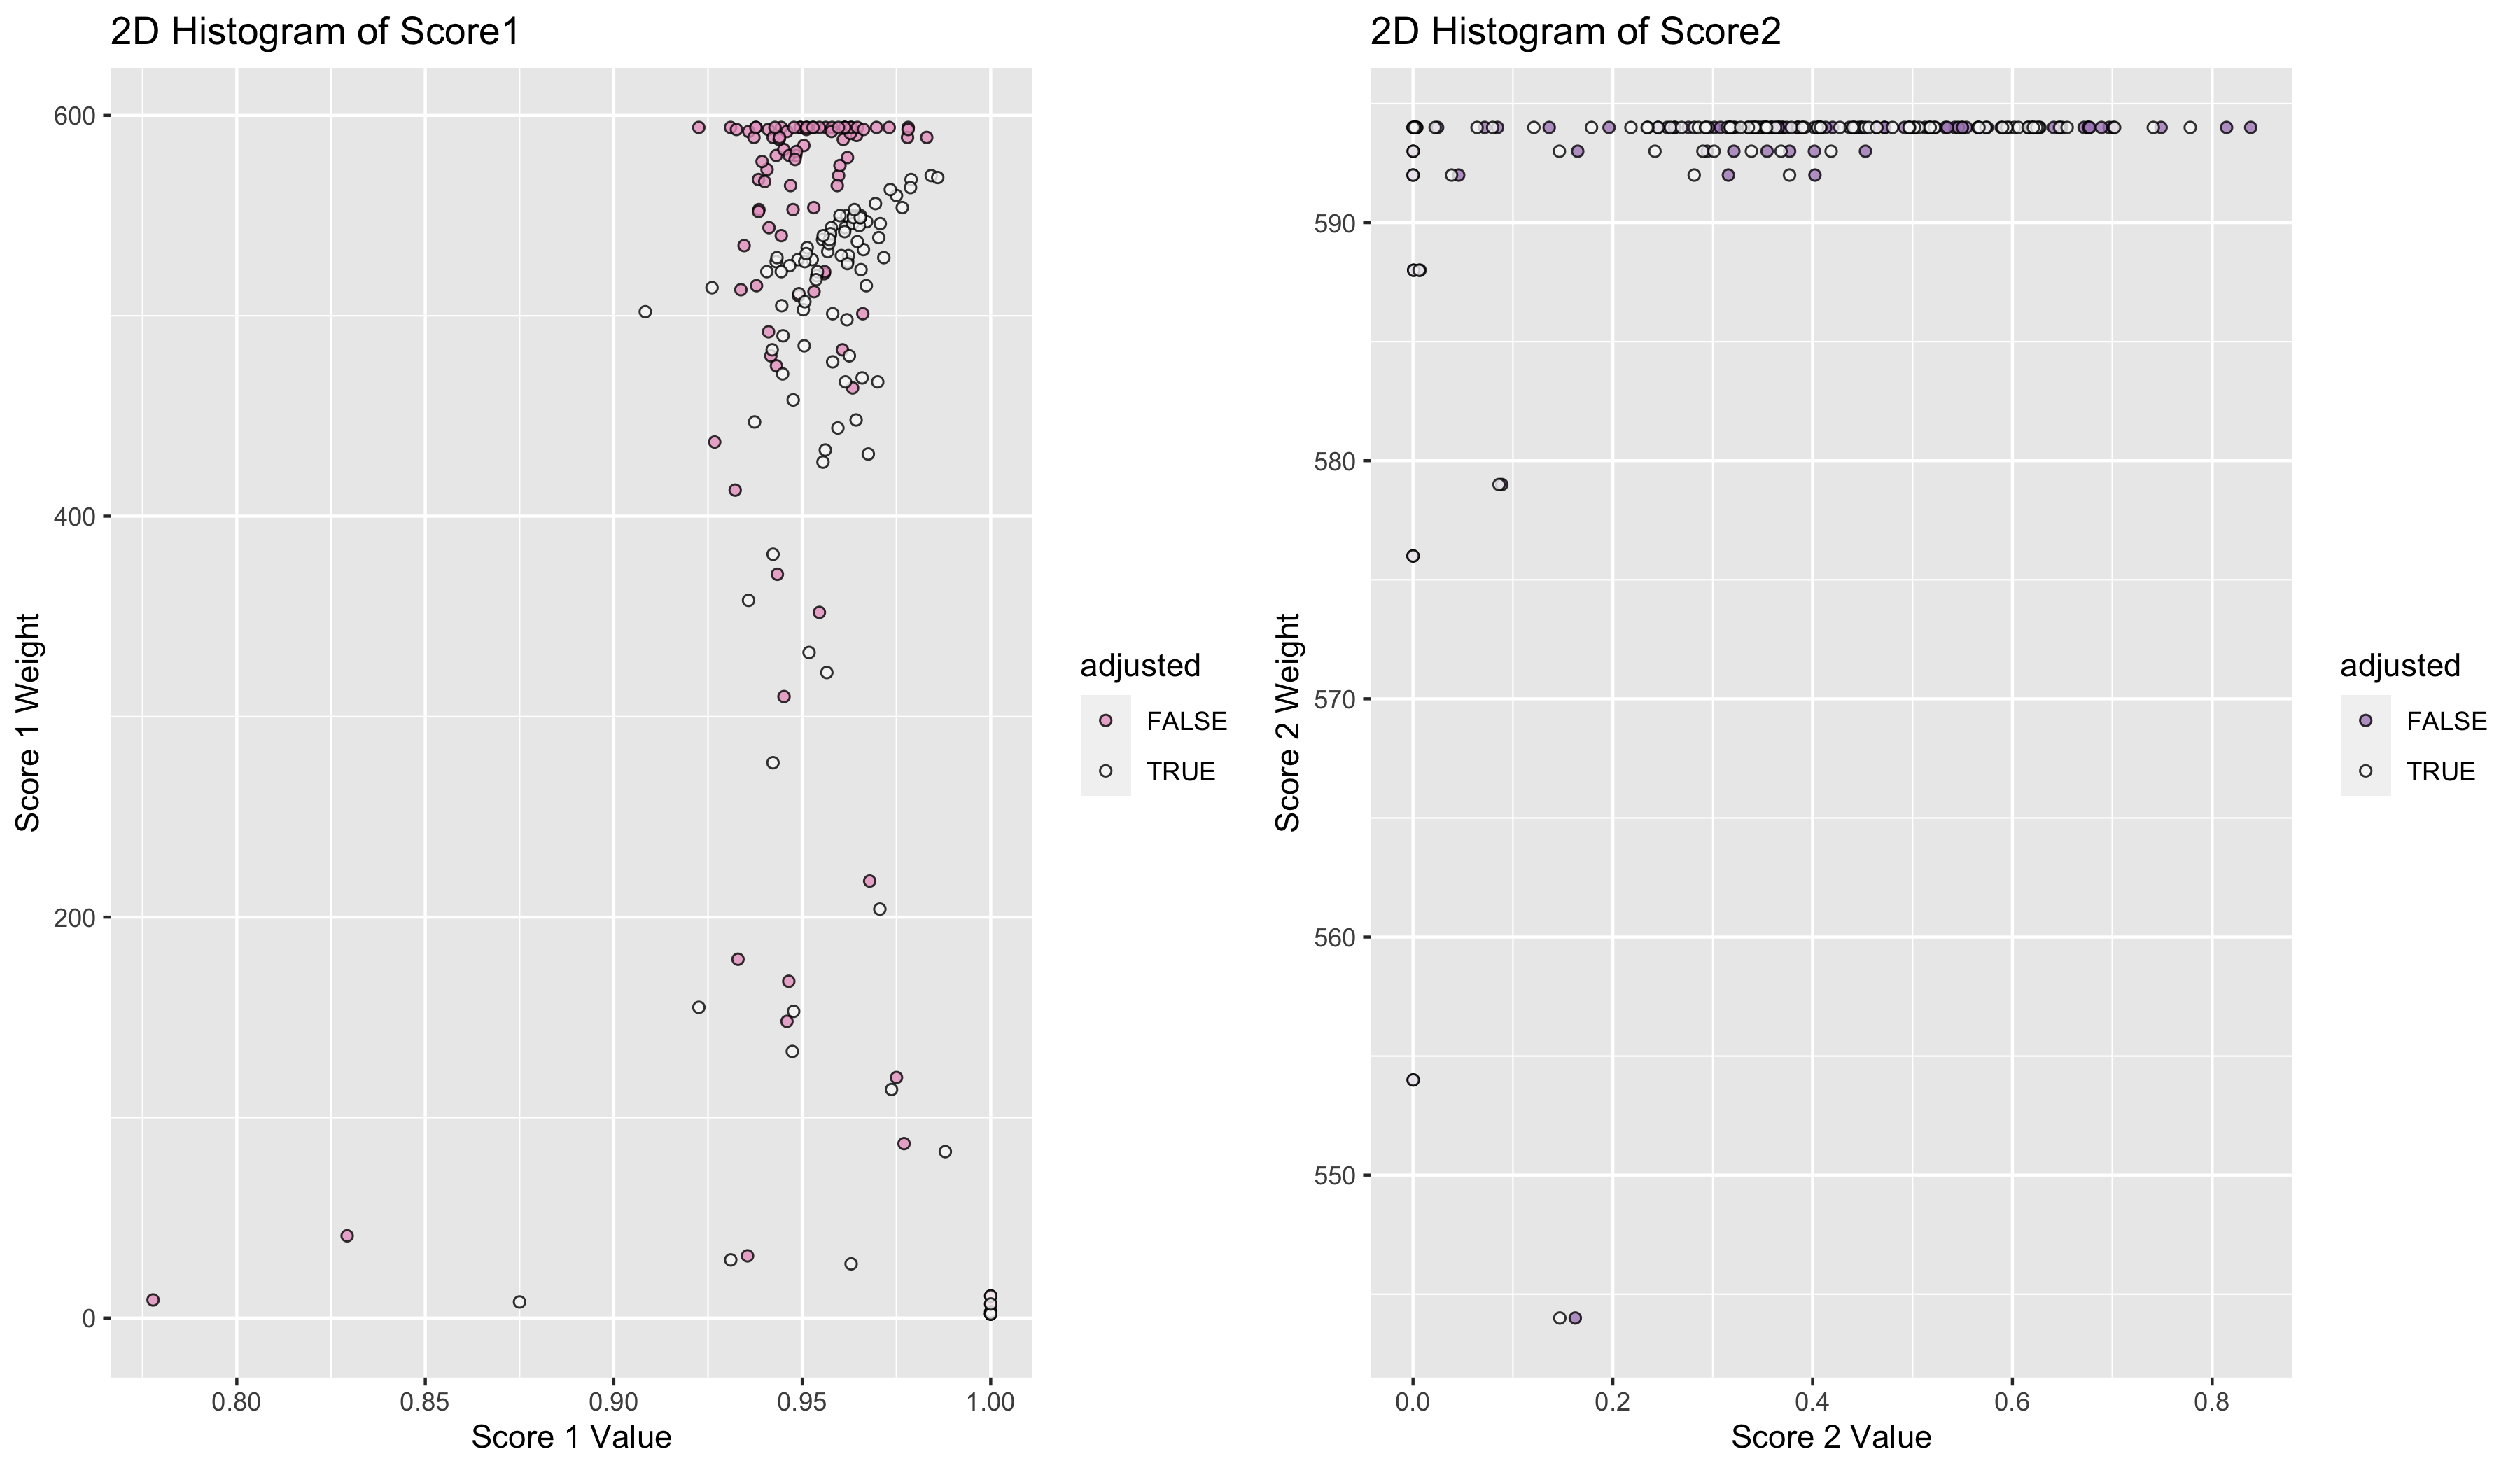 2D Histogram of Score1
600
400
200
0
0.80 0.85 0.90 0.95 1.00
Score 1 Value
Score 1 Weight
adjusted
FALSE
TRUE
2D Histogram of Score2
590
580
570
560
550
0.0 0.2 0.4 0.6 0.8
Score 2 Value
Score 2 Weight
adjusted
FALSE
TRUE